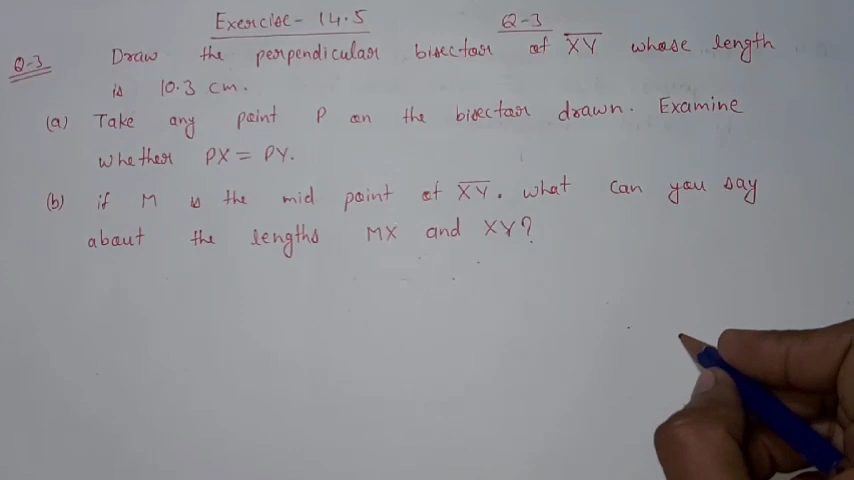 Exercise - 14.5 Q-3
Q-3 Draw the perpendicular bisector of XY whose length
is 10.3 cm.
(a) Take any point P on the bisector drawn. Examine
whether PX = PY.
(b) if M is the mid point of XY. what can you say
about the lengths MX and XY?